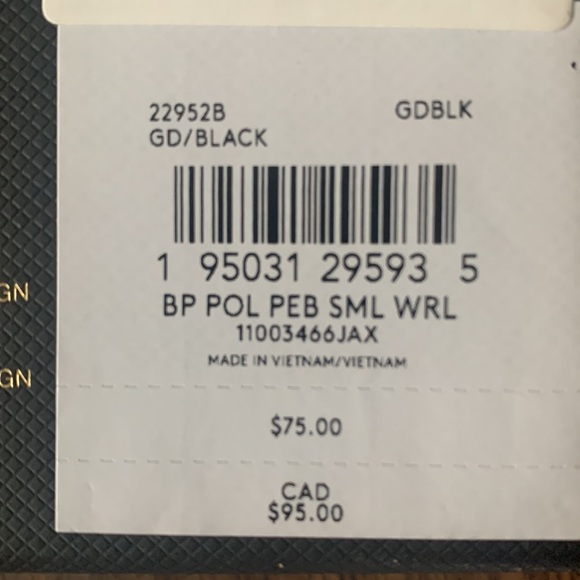 22952B GDBLK
GD/BLACK
1 95031 29593 5
BP POL PEB SML WRL
11003466JAX
MADE IN VIETNAM/VIETNAM
GN
GN
$75.00
CAD
$95.00